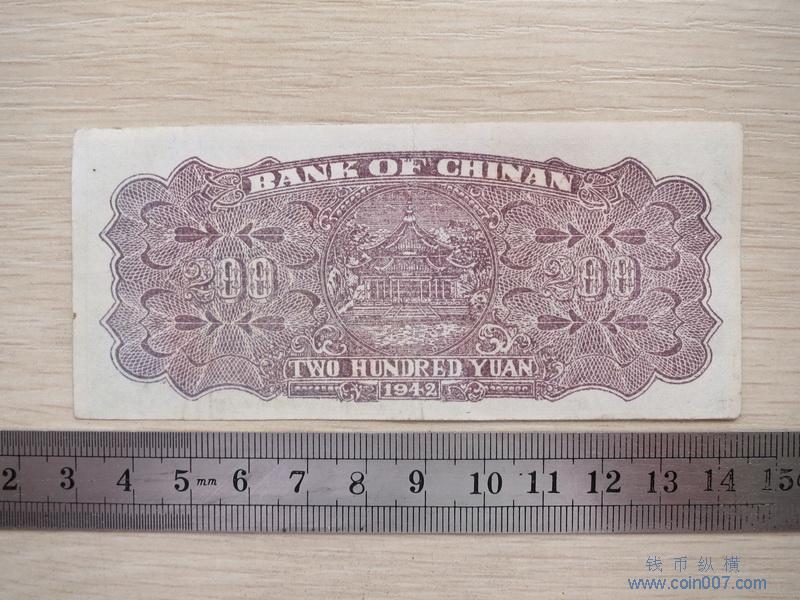 BANK OF CHINAN
200 200
TWO HUNDRED YUAN
1942
2 3 4 5 mm 6 7 8 9 10 11 12 13 14 15
钱币纵横
www.coin007.com